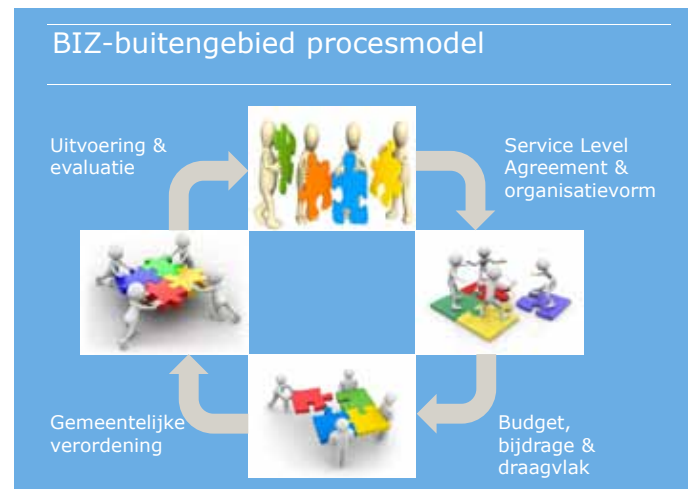 BIZ-buitengebied procesmodel
Uitvoering &
evaluatie
Service Level
Agreement &
organisatievorm
Gemeentelijke
verordening
Budget,
bijdrage &
draagvlak